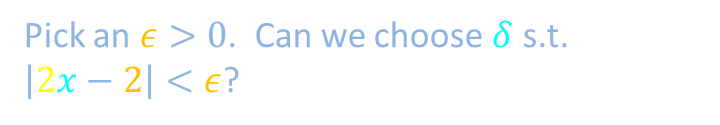 Pick an ϵ > 0. Can we choose δ s.t.
|2x − 2| < ϵ?